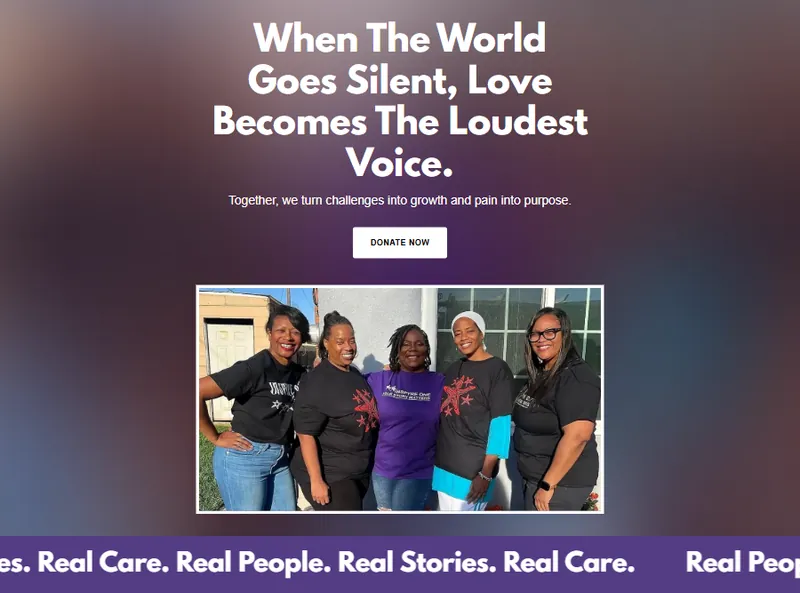 When The World
Goes Silent, Love
Becomes The Loudest
Voice.
Together, we turn challenges into growth and pain into purpose.
DONATE NOW
es. Real Care. Real People. Real Stories. Real Care. Real Peop